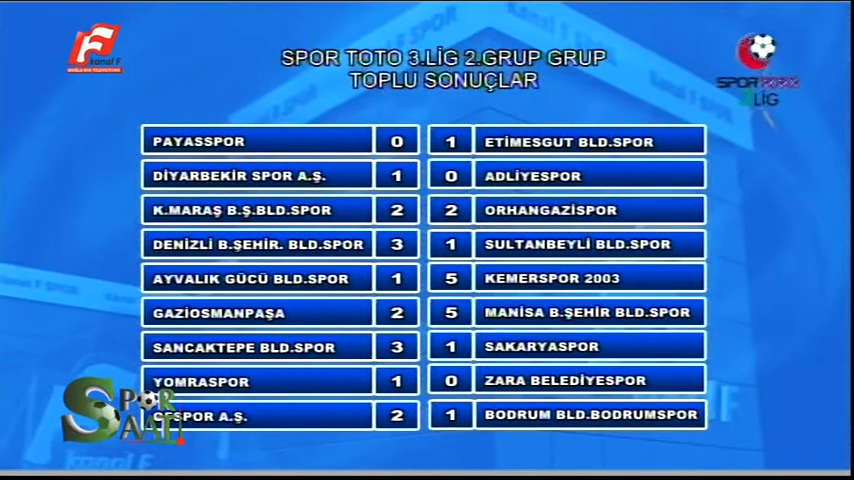 kanal F
SPOR TOTO 3.LİG 2.GRUP GRUP
TOPLU SONUÇLAR
SPOR
LİG
PAYASSPOR 0 1 ETİMESGUT BLD.SPOR
DİYARBEKİR SPOR A.Ş. 1 0 ADLİYESPOR
K.MARAŞ B.Ş.BLD.SPOR 2 2 ORHANGAZİSPOR
DENİZLİ B.ŞEHİR. BLD.SPOR 3 1 SULTANBEYLİ BLD.SPOR
AYVALIK GÜCÜ BLD.SPOR 1 5 KEMERSPOR 2003
GAZİOSMANPAŞA 2 5 MANİSA B.ŞEHİR BLD.SPOR
SANCAKTEPE BLD.SPOR 3 1 SAKARYASPOR
YOMRASPOR 1 0 ZARA BELEDİYESPOR
A.Ş. 2 1 BODRUM BLD.BODRUMSPOR
SPOR
SAATİ
kanal F